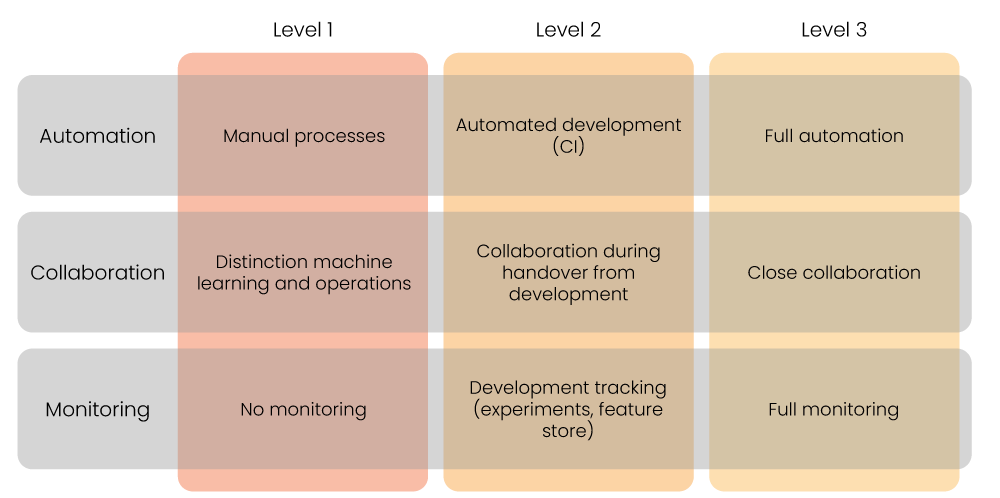 Level 1
Level 2
Level 3
Automation
Manual processes
Automated development
(CI)
Full automation
Collaboration
Distinction machine
learning and operations
Collaboration during
handover from
development
Close collaboration
Monitoring
No monitoring
Development tracking
(experiments, feature
store)
Full monitoring